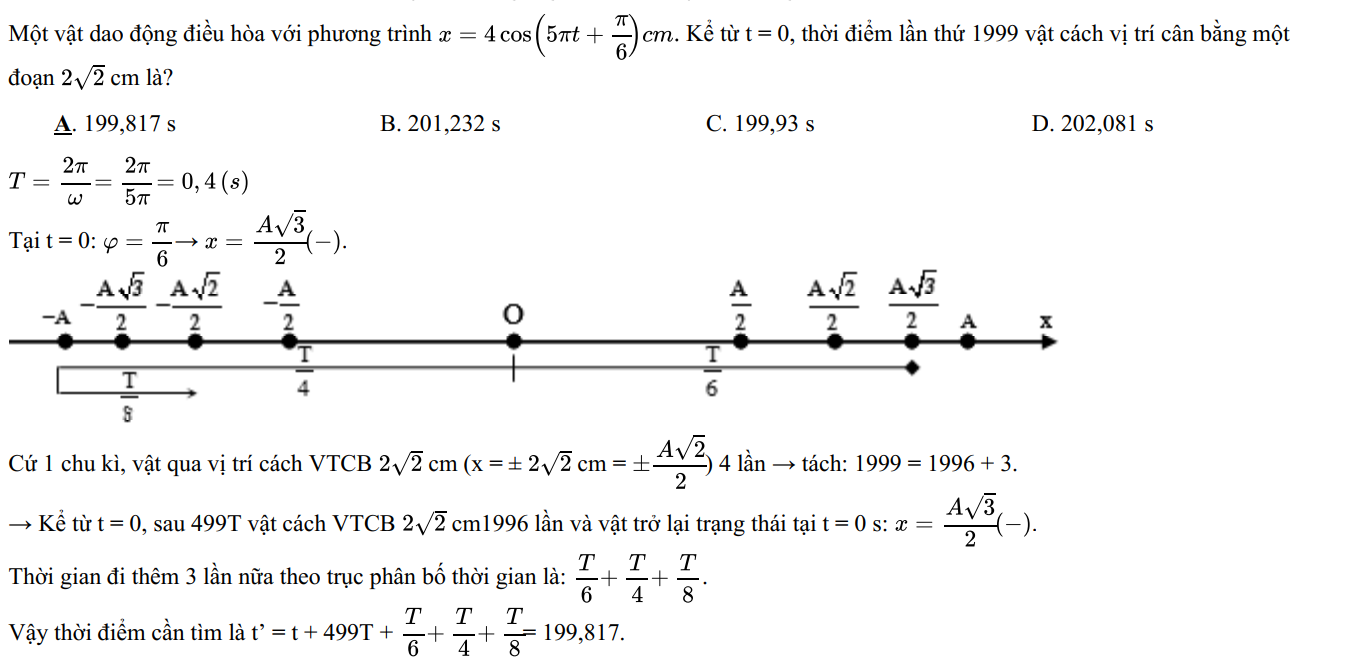 Một vật dao động điều hòa với phương trình x = 4cos(5πt + π/6)cm. Kể từ t = 0, thời điểm lần thứ 1999 vật cách vị trí cân bằng một
đoạn 2√2 cm là?
A. 199,817 s B. 201,232 s C. 199,93 s D. 202,081 s
T = 2π/ω = 2π/5π = 0,4 (s)
Tại t = 0: φ = π/6 → x = A√3/2 (−).
−A −A√3/2 −A√2/2 −A/2 O A/2 A√2/2 A√3/2 A x
T/4 T/6
T/8
Cứ 1 chu kì, vật qua vị trí cách VTCB 2√2 cm (x = ± 2√2 cm = ± A√2/2) 4 lần → tách: 1999 = 1996 + 3.
→ Kể từ t = 0, sau 499T vật cách VTCB 2√2 cm1996 lần và vật trở lại trạng thái tại t = 0 s: x = A√3/2 (−).
Thời gian đi thêm 3 lần nữa theo trục phân bố thời gian là: T/6 + T/4 + T/8.
Vậy thời điểm cần tìm là t’ = t + 499T + T/6 + T/4 + T/8 = 199,817.